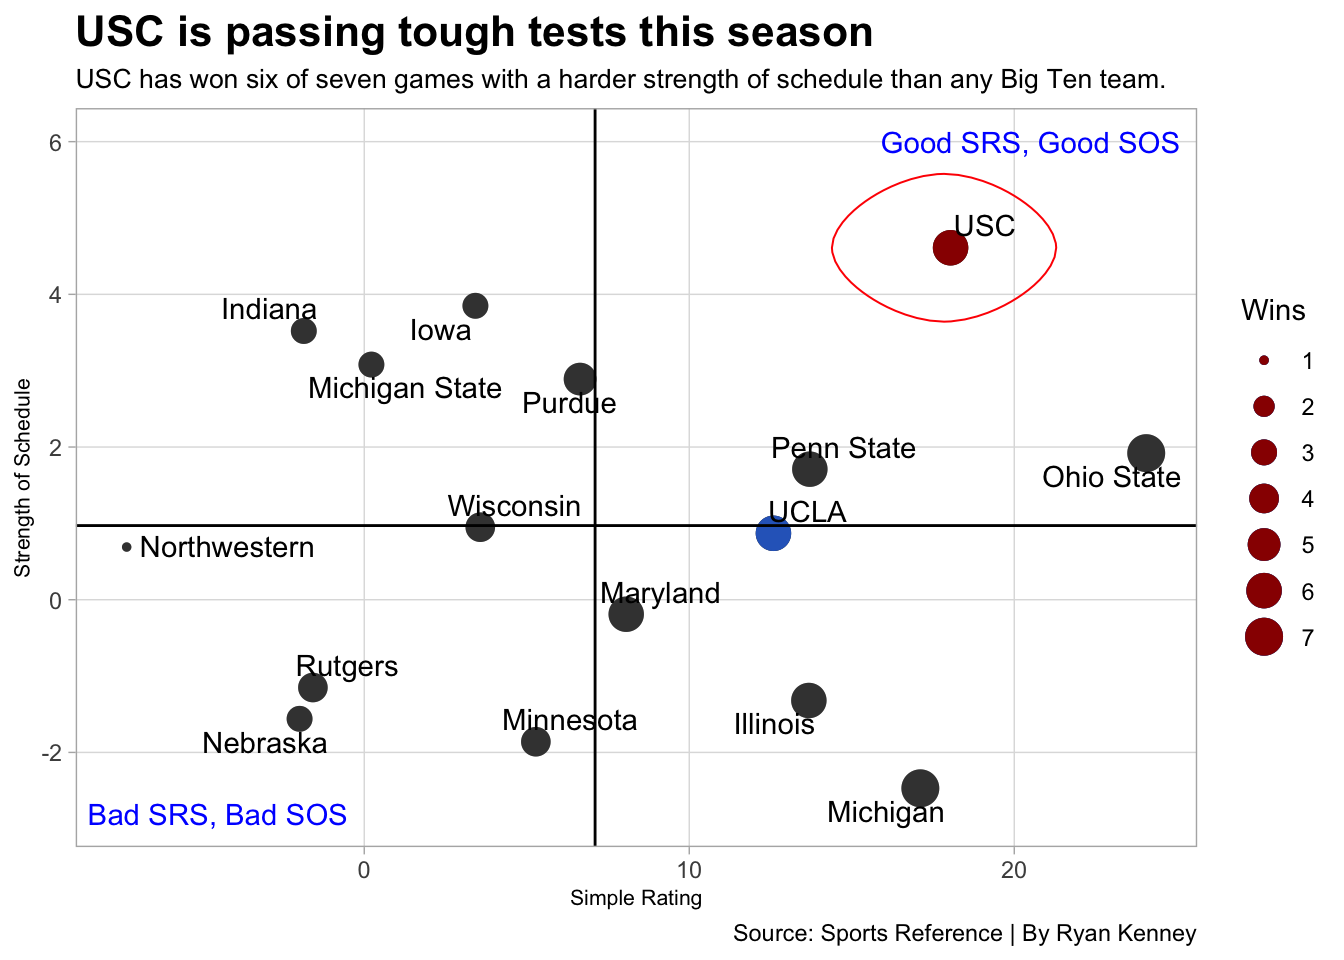 USC is passing tough tests this season
USC has won six of seven games with a harder strength of schedule than any Big Ten team.
Good SRS, Good SOS
USC
Indiana
Iowa
Michigan State
Purdue
Penn State
Ohio State
Wisconsin
UCLA
Northwestern
Maryland
Rutgers
Nebraska
Minnesota
Illinois
Michigan
Bad SRS, Bad SOS
6
4
2
0
-2
Strength of Schedule
0
10
20
Simple Rating
Wins
1
2
3
4
5
6
7
Source: Sports Reference | By Ryan Kenney